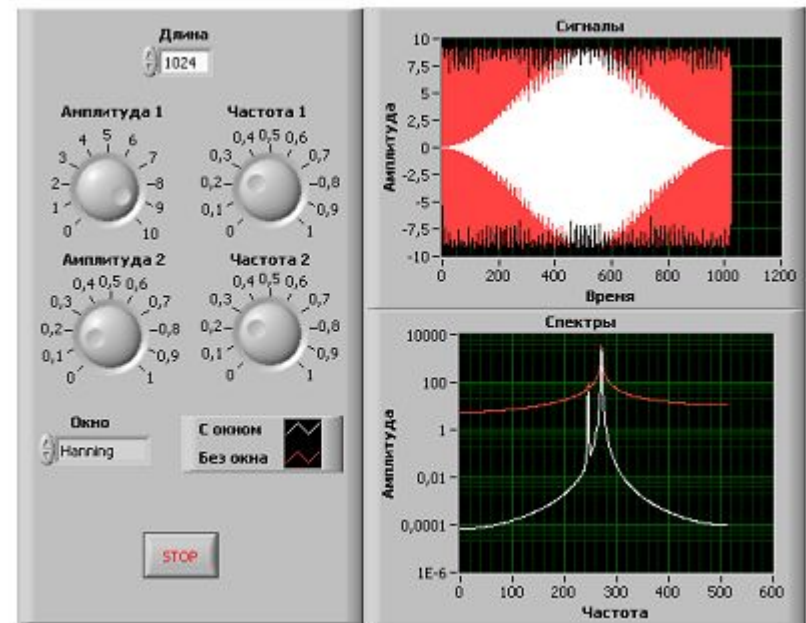 Длина
1024
Амплитуда 1
0 1 2 3 4 5 6 7 8 9 10
Частота 1
0 0,1 0,2 0,3 0,4 0,5 0,6 0,7 0,8 0,9 1
Амплитуда 2
0 0,1 0,2 0,3 0,4 0,5 0,6 0,7 0,8 0,9 1
Частота 2
0 0,1 0,2 0,3 0,4 0,5 0,6 0,7 0,8 0,9 1
Окно
Hanning
С окном
Без окна
STOP
Сигналы
Амплитуда
10
7,5
5
2,5
0
-2,5
-5
-7,5
-10
0 200 400 600 800 1000 1200
Время
Спектры
Амплитуда
10000
100
1
0,01
0,0001
1E-6
0 100 200 300 400 500 600
Частота